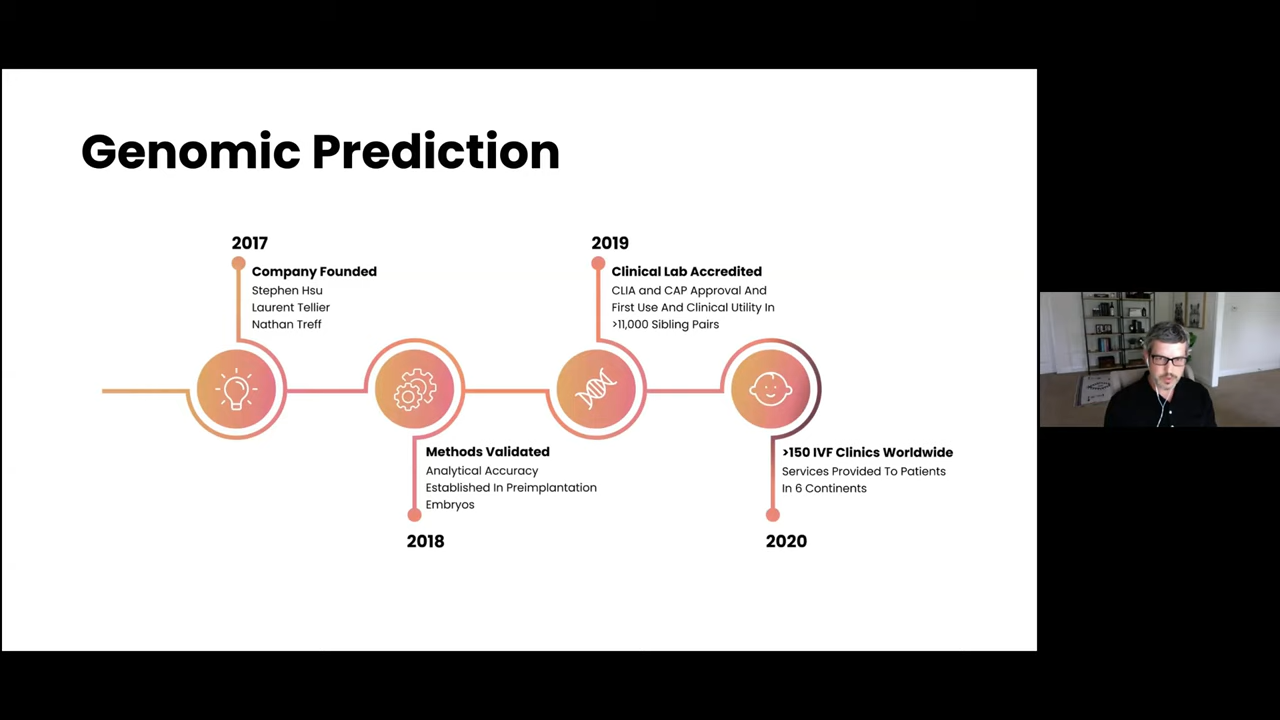 Genomic Prediction
2017
Company Founded
Stephen Hsu
Laurent Tellier
Nathan Treff
Methods Validated
Analytical Accuracy
Established In Preimplantation
Embryos
2018
2019
Clinical Lab Accredited
CLIA and CAP Approval And
First Use And Clinical Utility In
>11,000 Sibling Pairs
>150 IVF Clinics Worldwide
Services Provided To Patients
In 6 Continents
2020